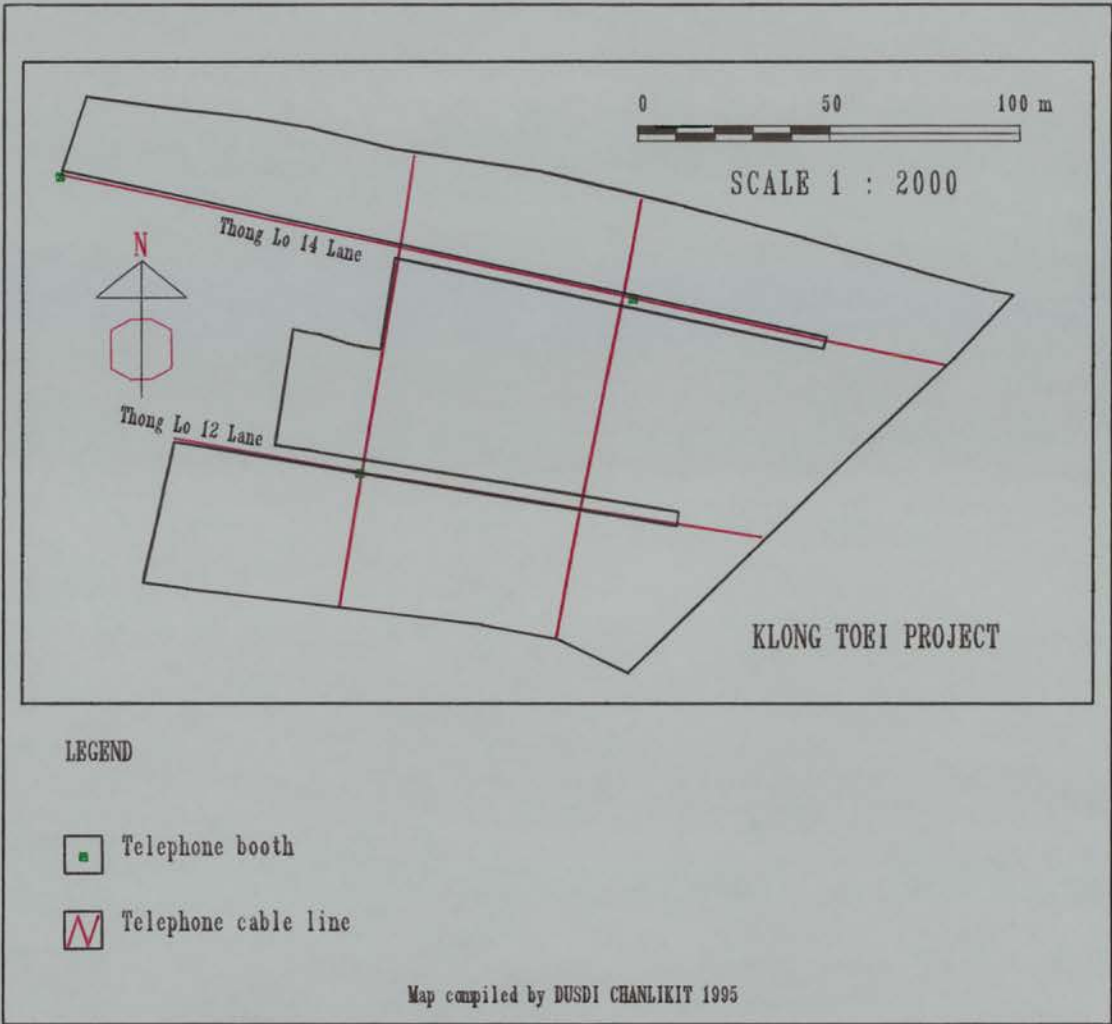 0 50 100 m
SCALE 1 : 2000
Thong Lo 14 Lane
N
Thong Lo 12 Lane
KLONG TOEI PROJECT
LEGEND
Telephone booth
Telephone cable line
Map compiled by DUSDI CHANLIKIT 1995